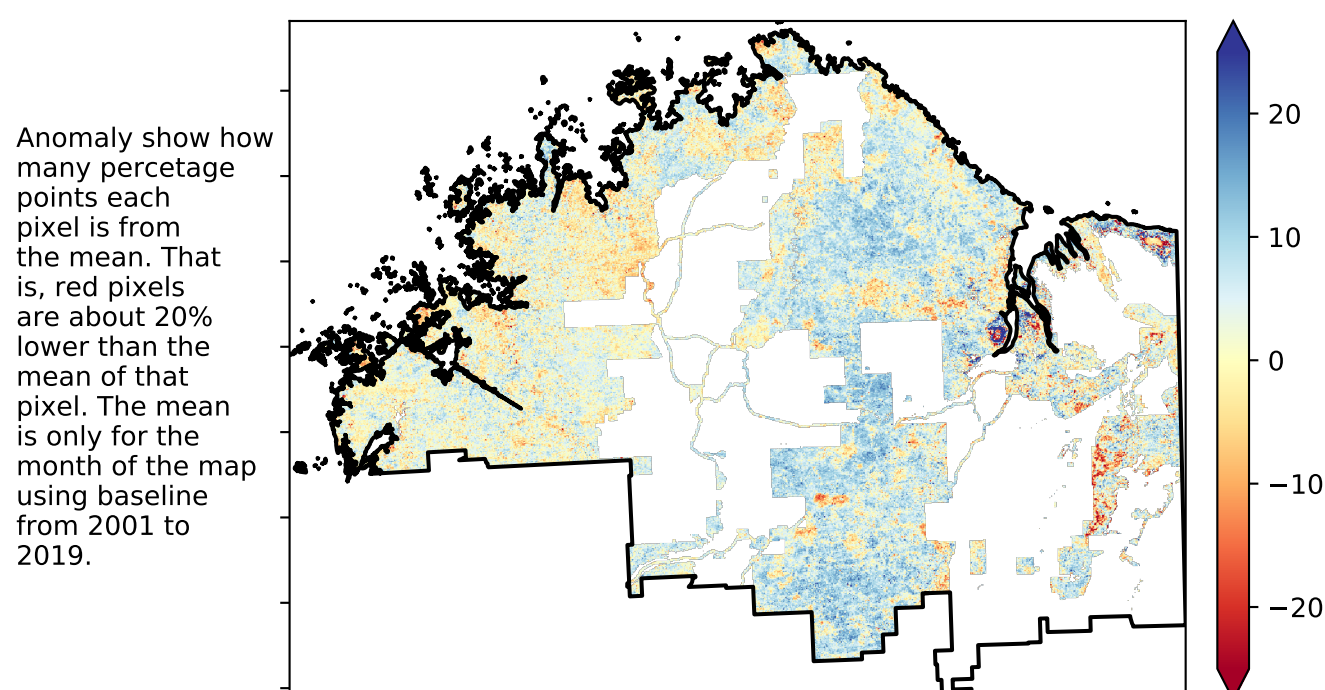 Anomaly show how
many percetage
points each
pixel is from
the mean. That
is, red pixels
are about 20%
lower than the
mean of that
pixel. The mean
is only for the
month of the map
using baseline
from 2001 to
2019.
20
10
0
−10
−20